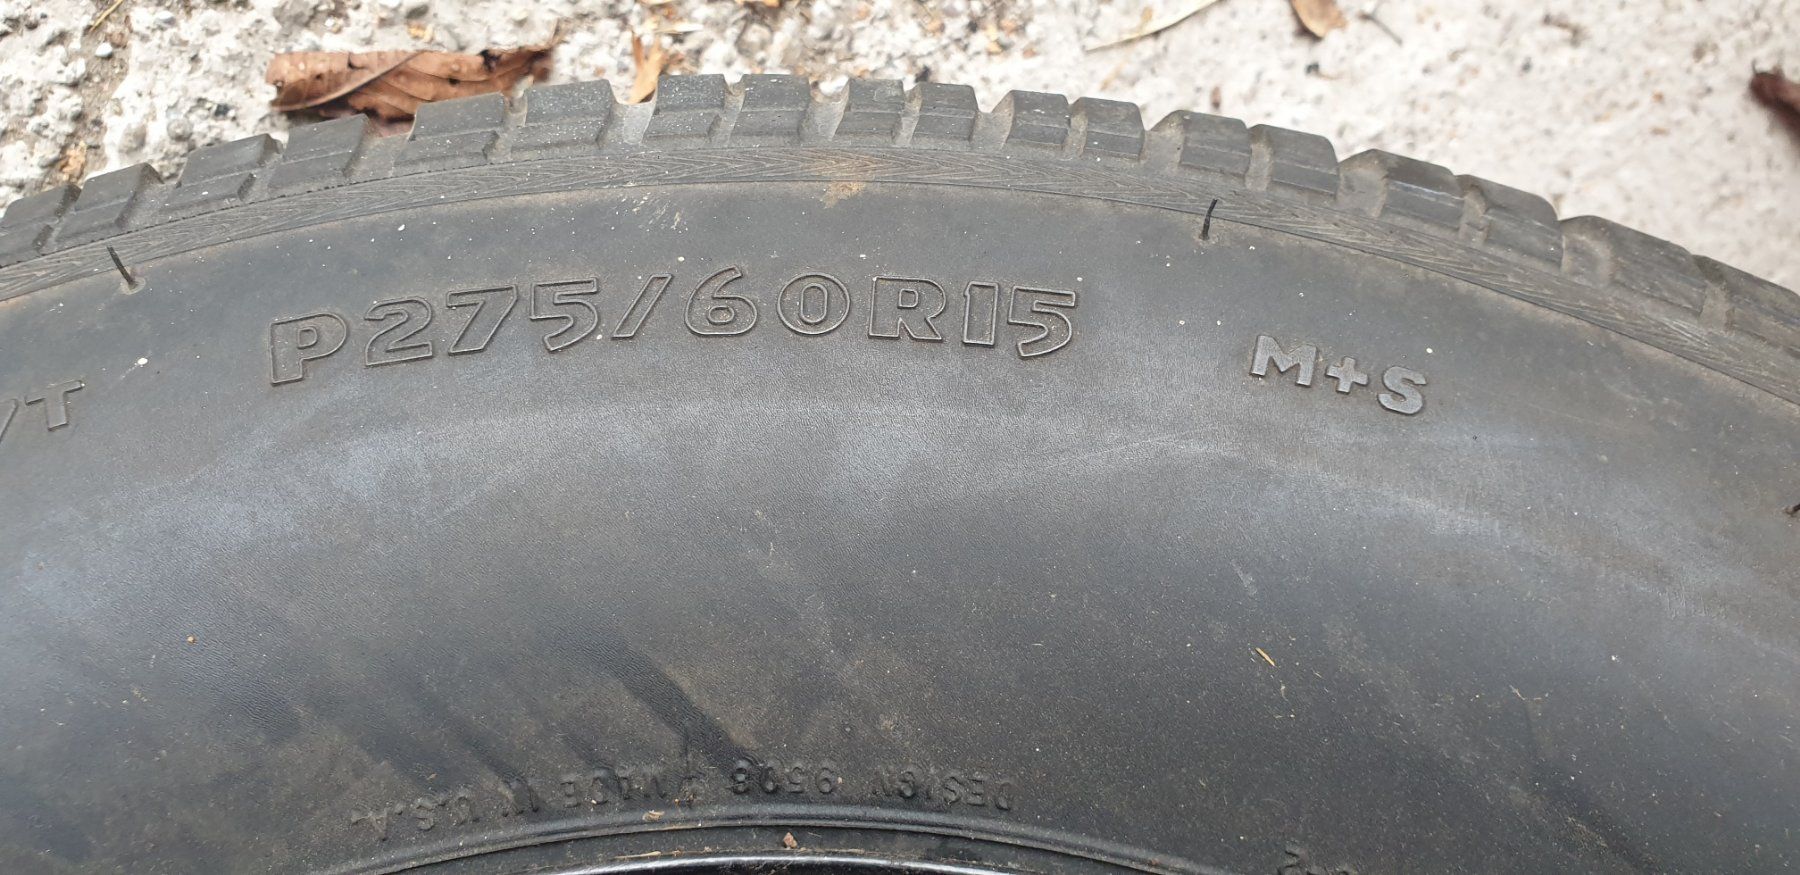 /T
P275/60R15
M+S
DESIGN 9508 MADE IN U.S.A.